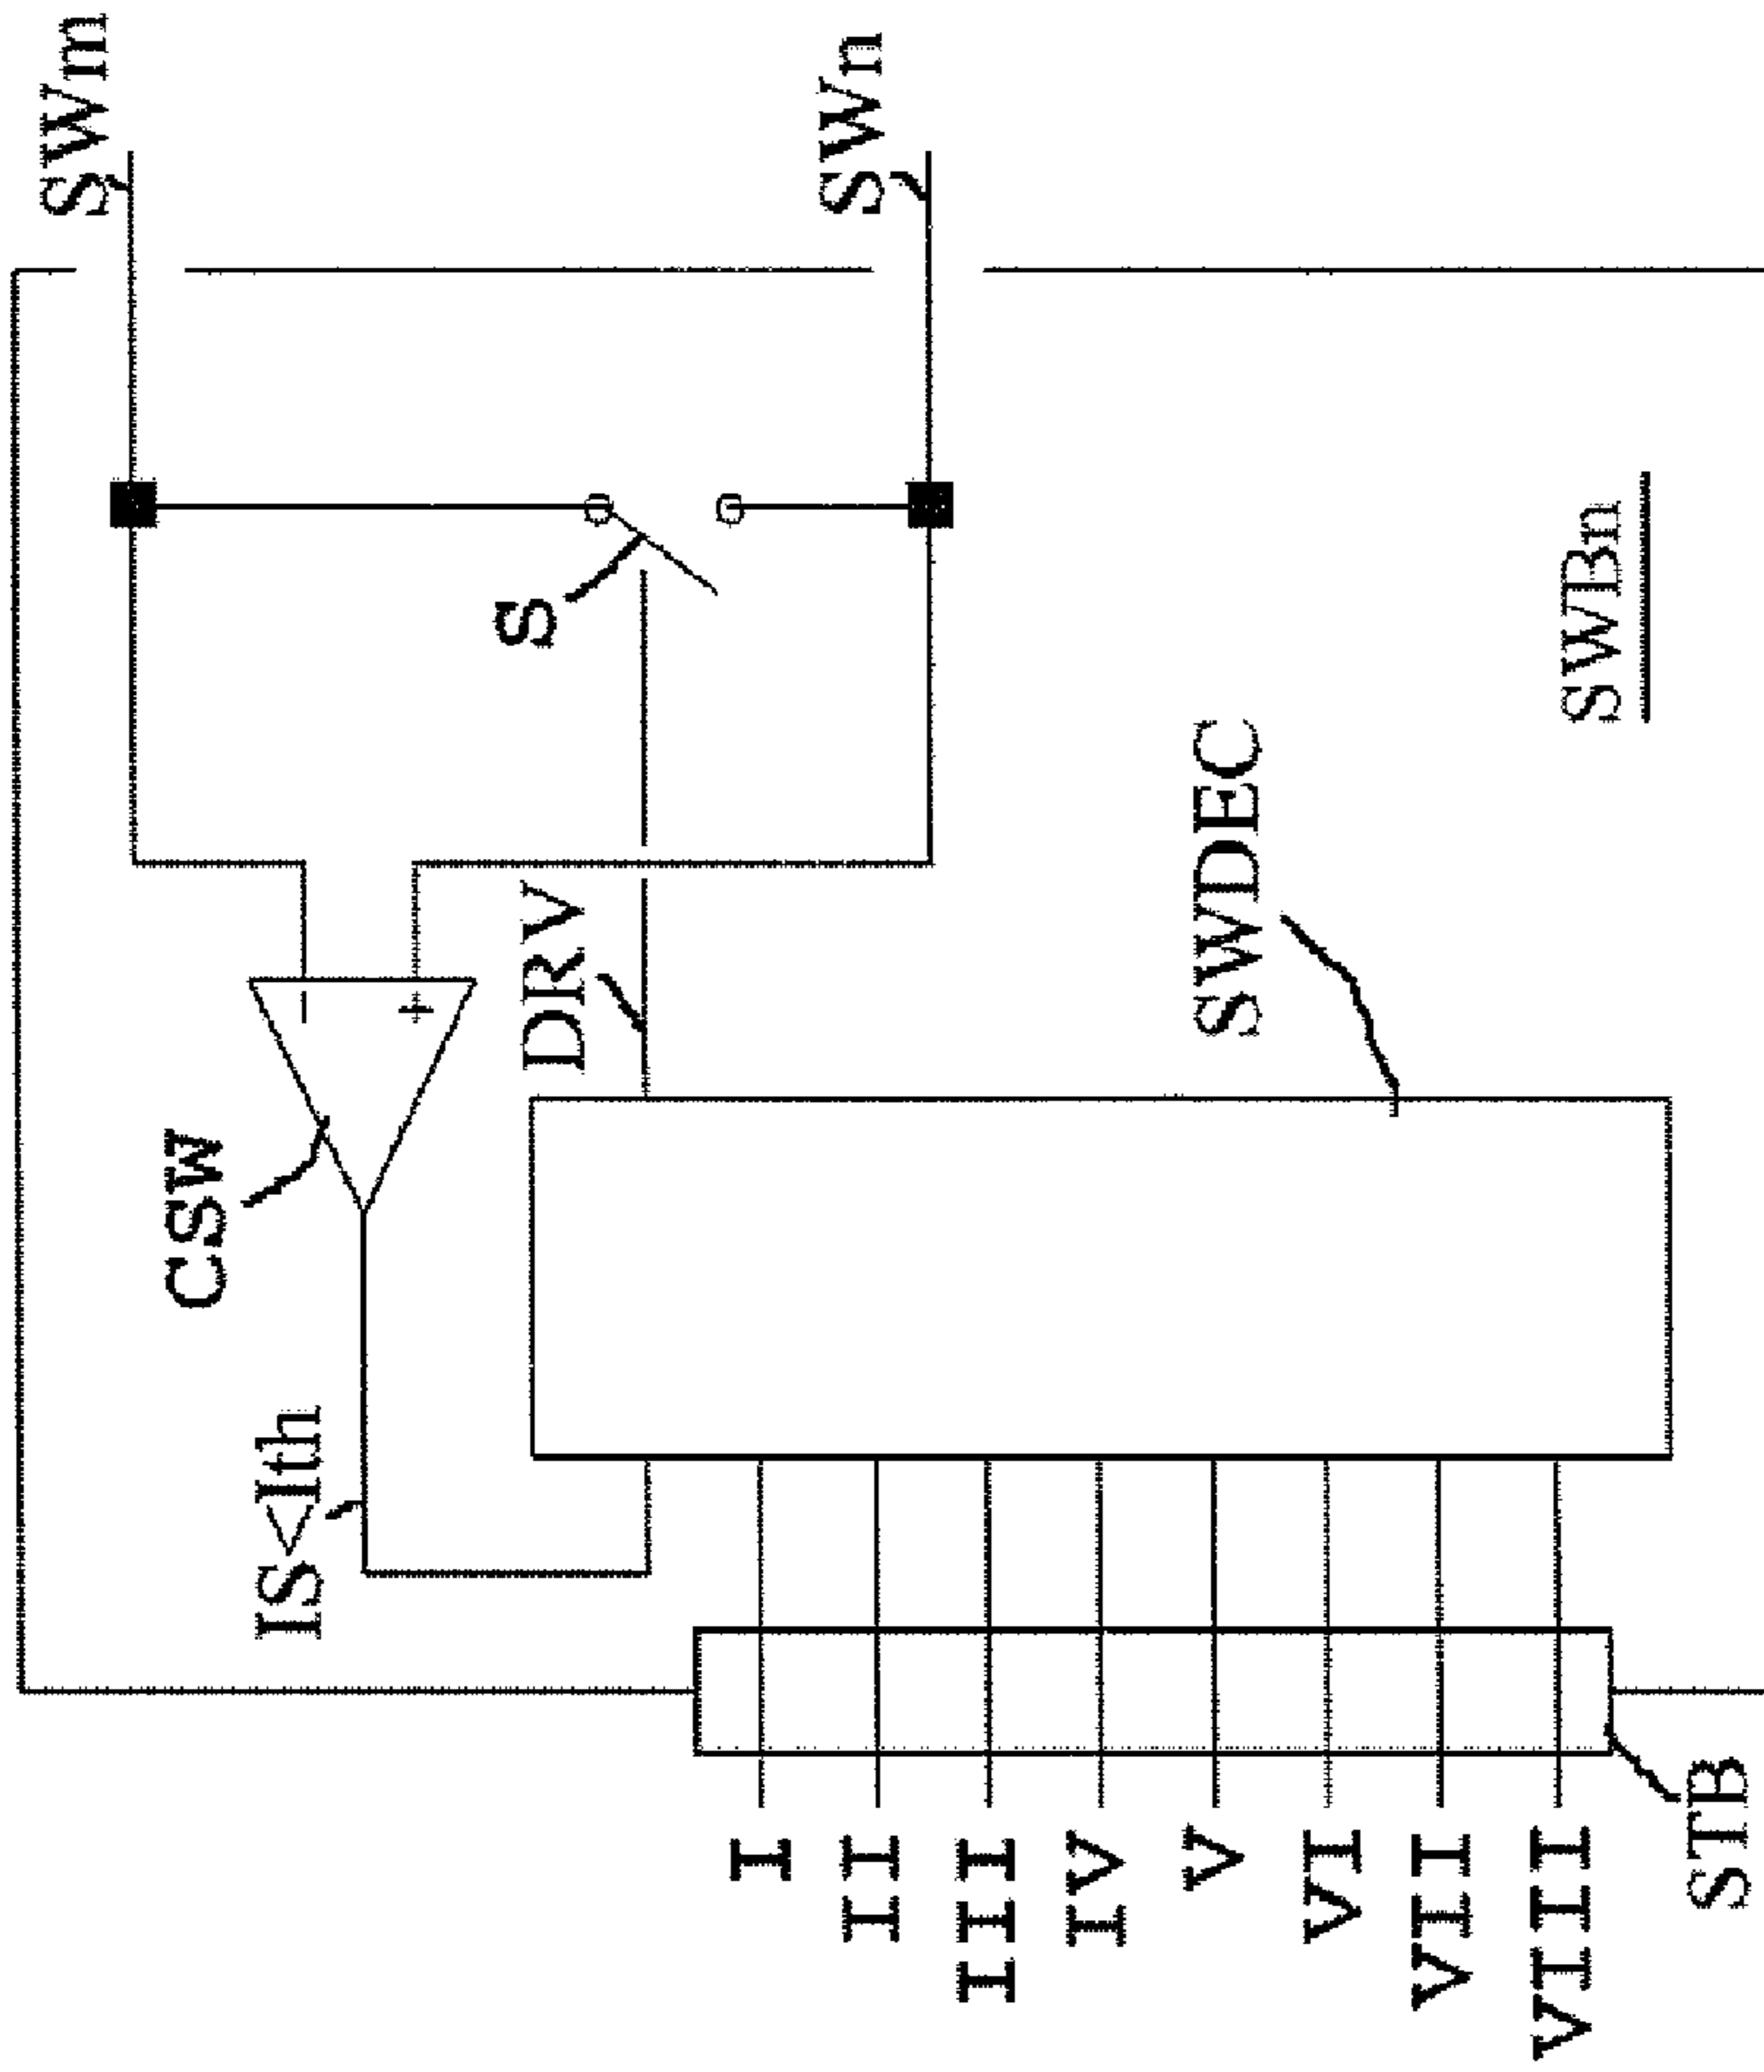 SWm
SWn
S
DRV
CSW
IS<Ith
SWDEC
SWBn
I
II
III
IV
V
VI
VII
VIII
STB